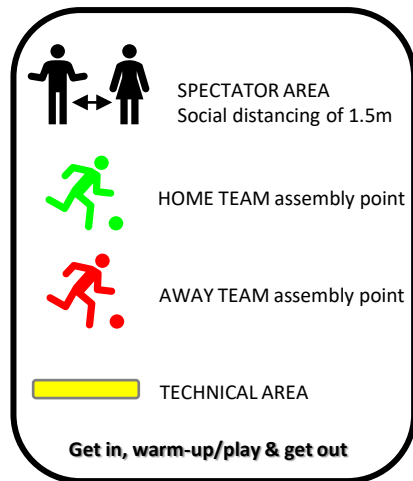 SPECTATOR AREA
Social distancing of 1.5m
HOME TEAM assembly point
AWAY TEAM assembly point
TECHNICAL AREA
Get in, warm-up/play & get out